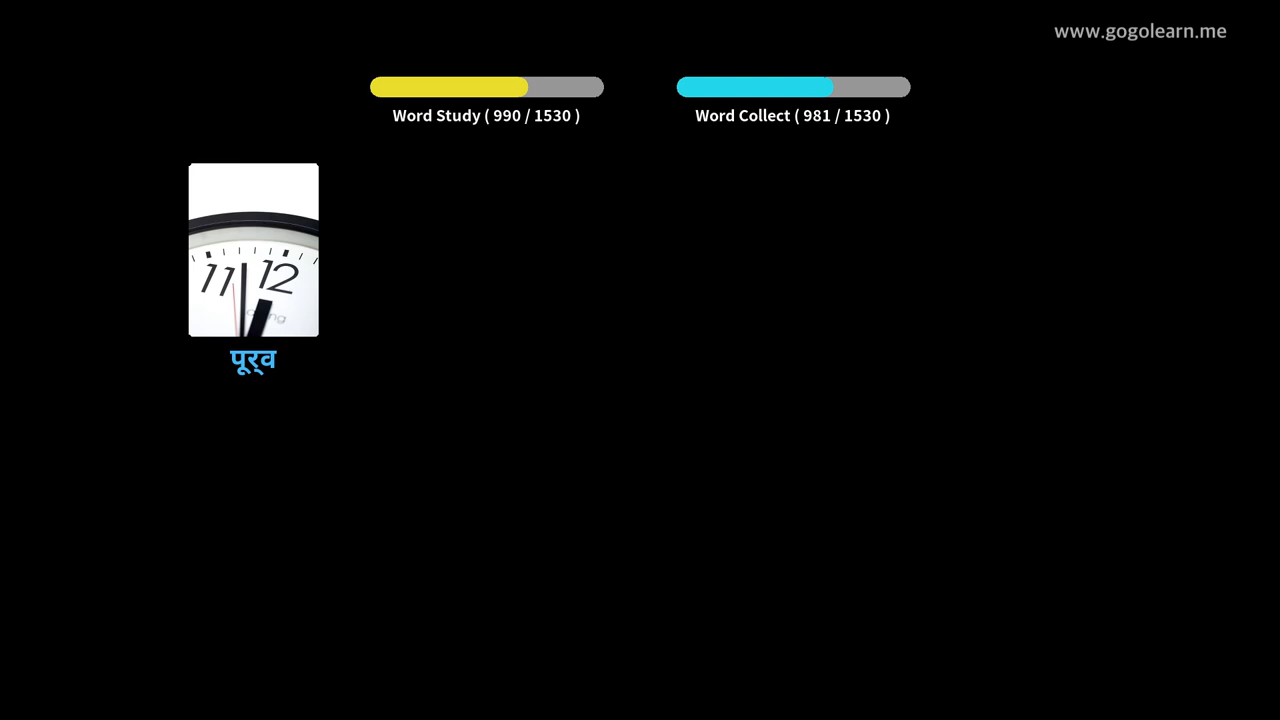 www.gogolearn.me
Word Study ( 990 / 1530 )
Word Collect ( 981 / 1530 )
11 12
पूर्व